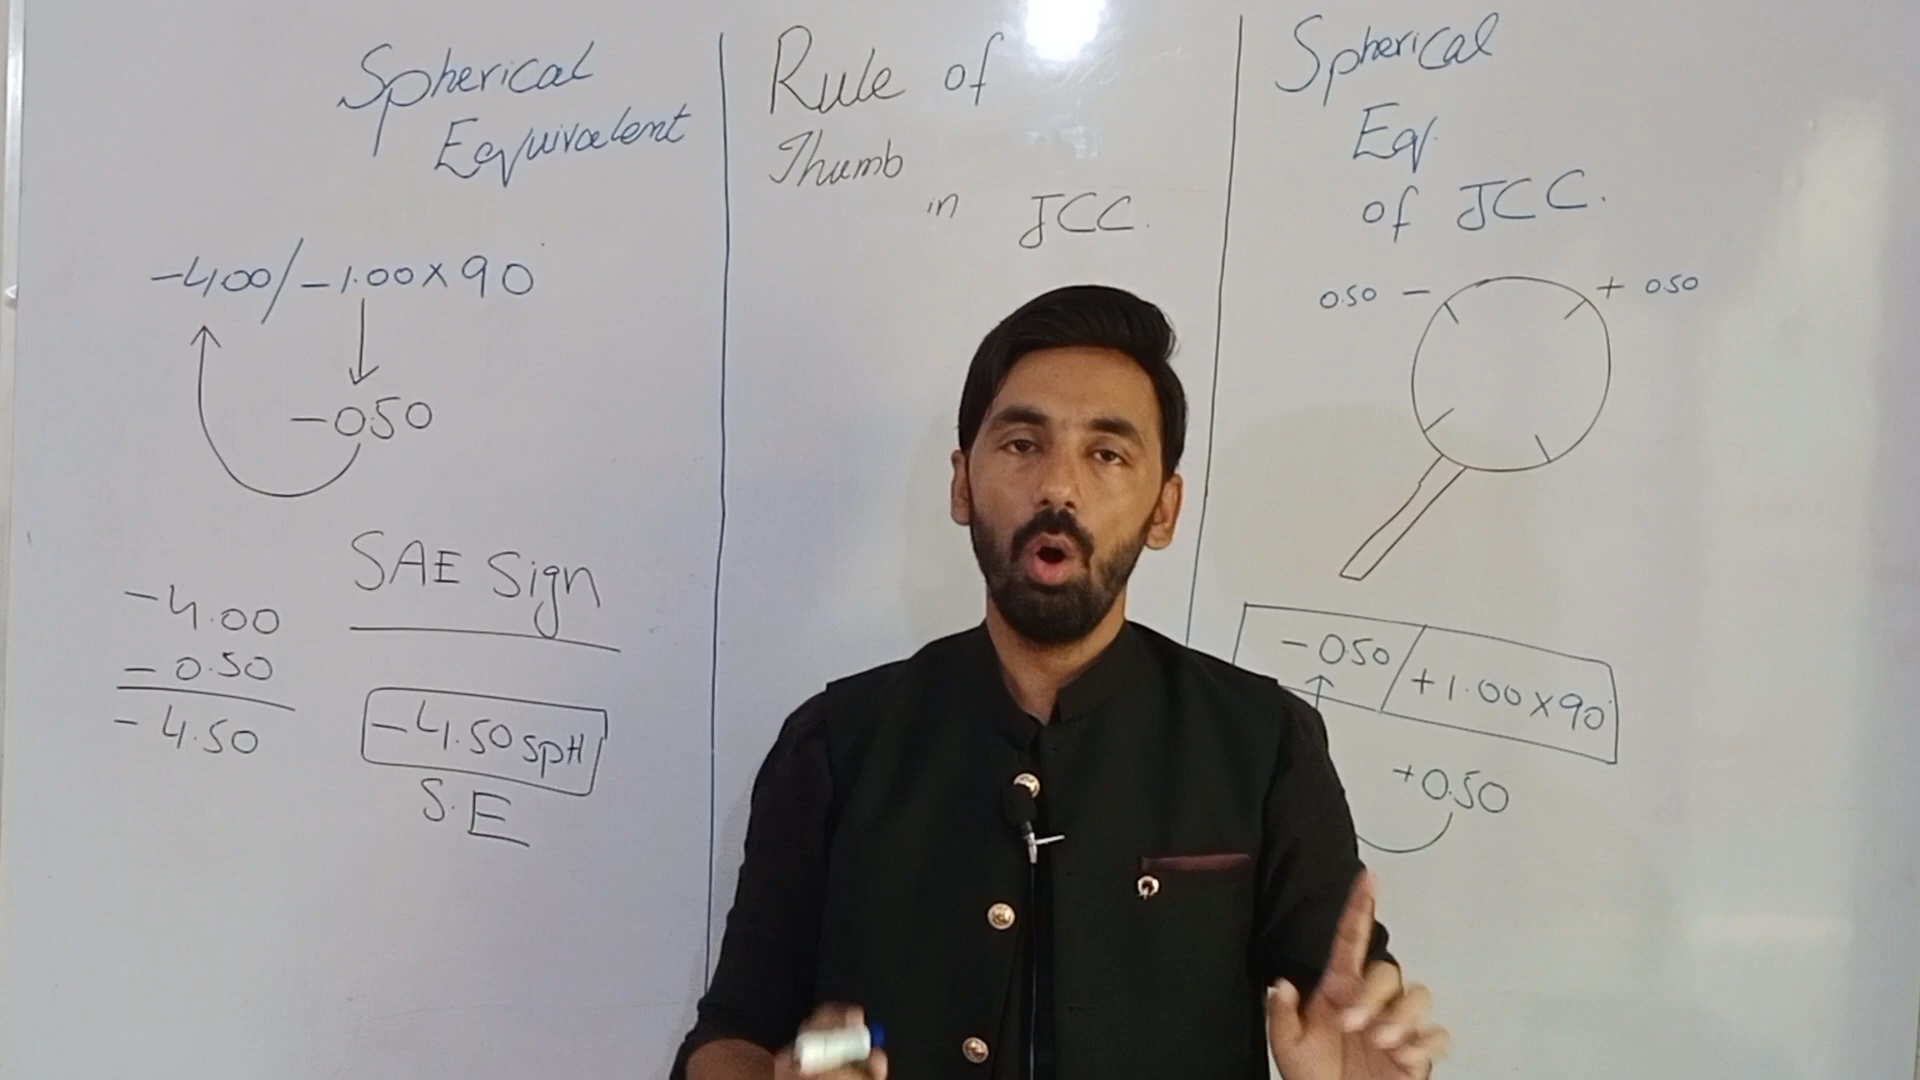 Spherical
Equivalent
-4.00/-1.00x90
-0.50
SAE Sign
-4.00
-0.50
-4.50
-4.50 SpH
S.E
Rule of
Thumb
in JCC.
Spherical
Eq.
of JCC.
0.50 - + 0.50
-0.50/+1.00x90
+0.50